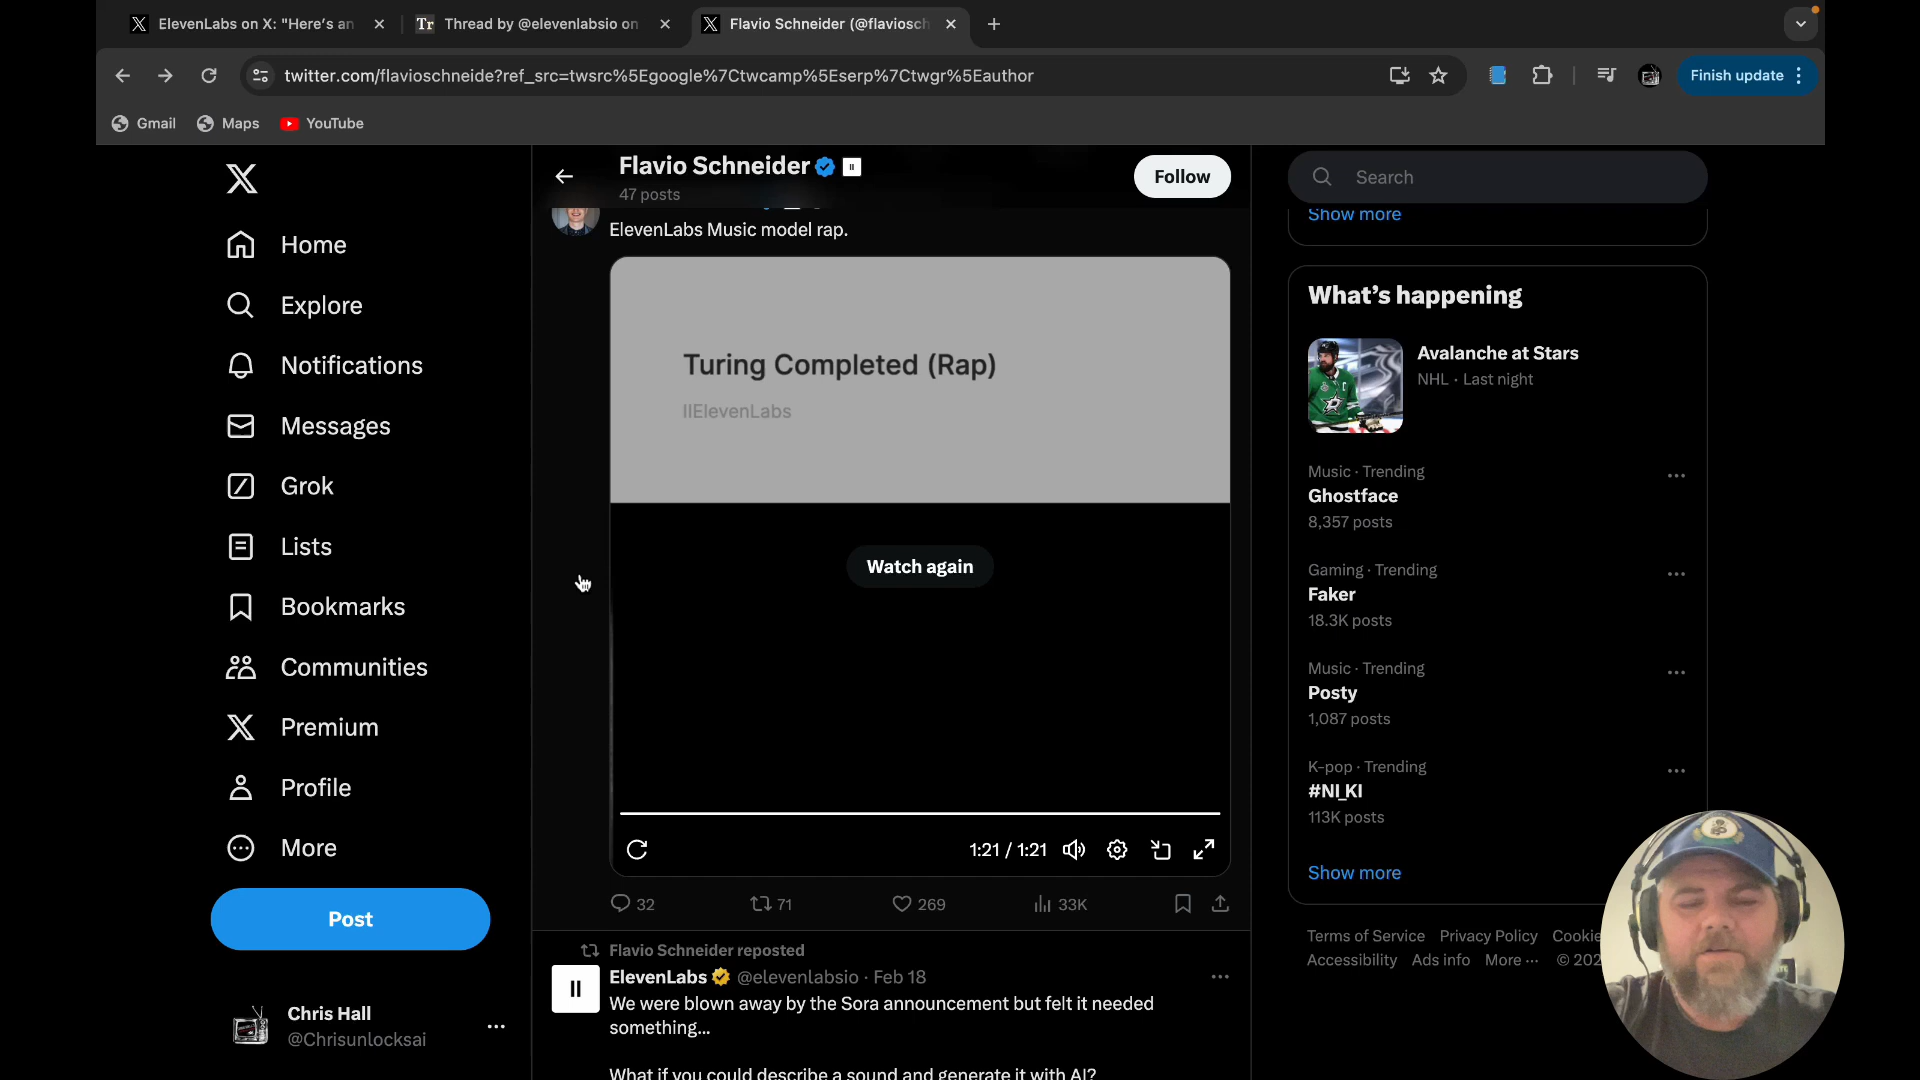 ElevenLabs on X: "Here's an
Thread by @elevenlabsio on
Flavio Schneider (@flaviosch
twitter.com/flavioschneide?ref_src=twsrc%5Egoogle%7Ctwcamp%5Eserp%7Ctwgr%5Eauthor
Finish update
Gmail
Maps
YouTube
Home
Explore
Notifications
Messages
Grok
Lists
Bookmarks
Communities
Premium
Profile
More
Post
Chris Hall
@Chrisunlocksai
Flavio Schneider
47 posts
Follow
ElevenLabs Music model rap.
Turing Completed (Rap)
IIElevenLabs
Watch again
1:21 / 1:21
32
71
269
33K
Flavio Schneider reposted
ElevenLabs @elevenlabsio · Feb 18
We were blown away by the Sora announcement but felt it needed
something...
What if you could describe a sound and generate it with AI?
Search
Show more
What's happening
Avalanche at Stars
NHL · Last night
Music · Trending
Ghostface
8,357 posts
Gaming · Trending
Faker
18.3K posts
Music · Trending
Posty
1,087 posts
K-pop · Trending
#NI_KI
113K posts
Show more
Terms of Service Privacy Policy Cookie
Accessibility Ads info More ··· © 202